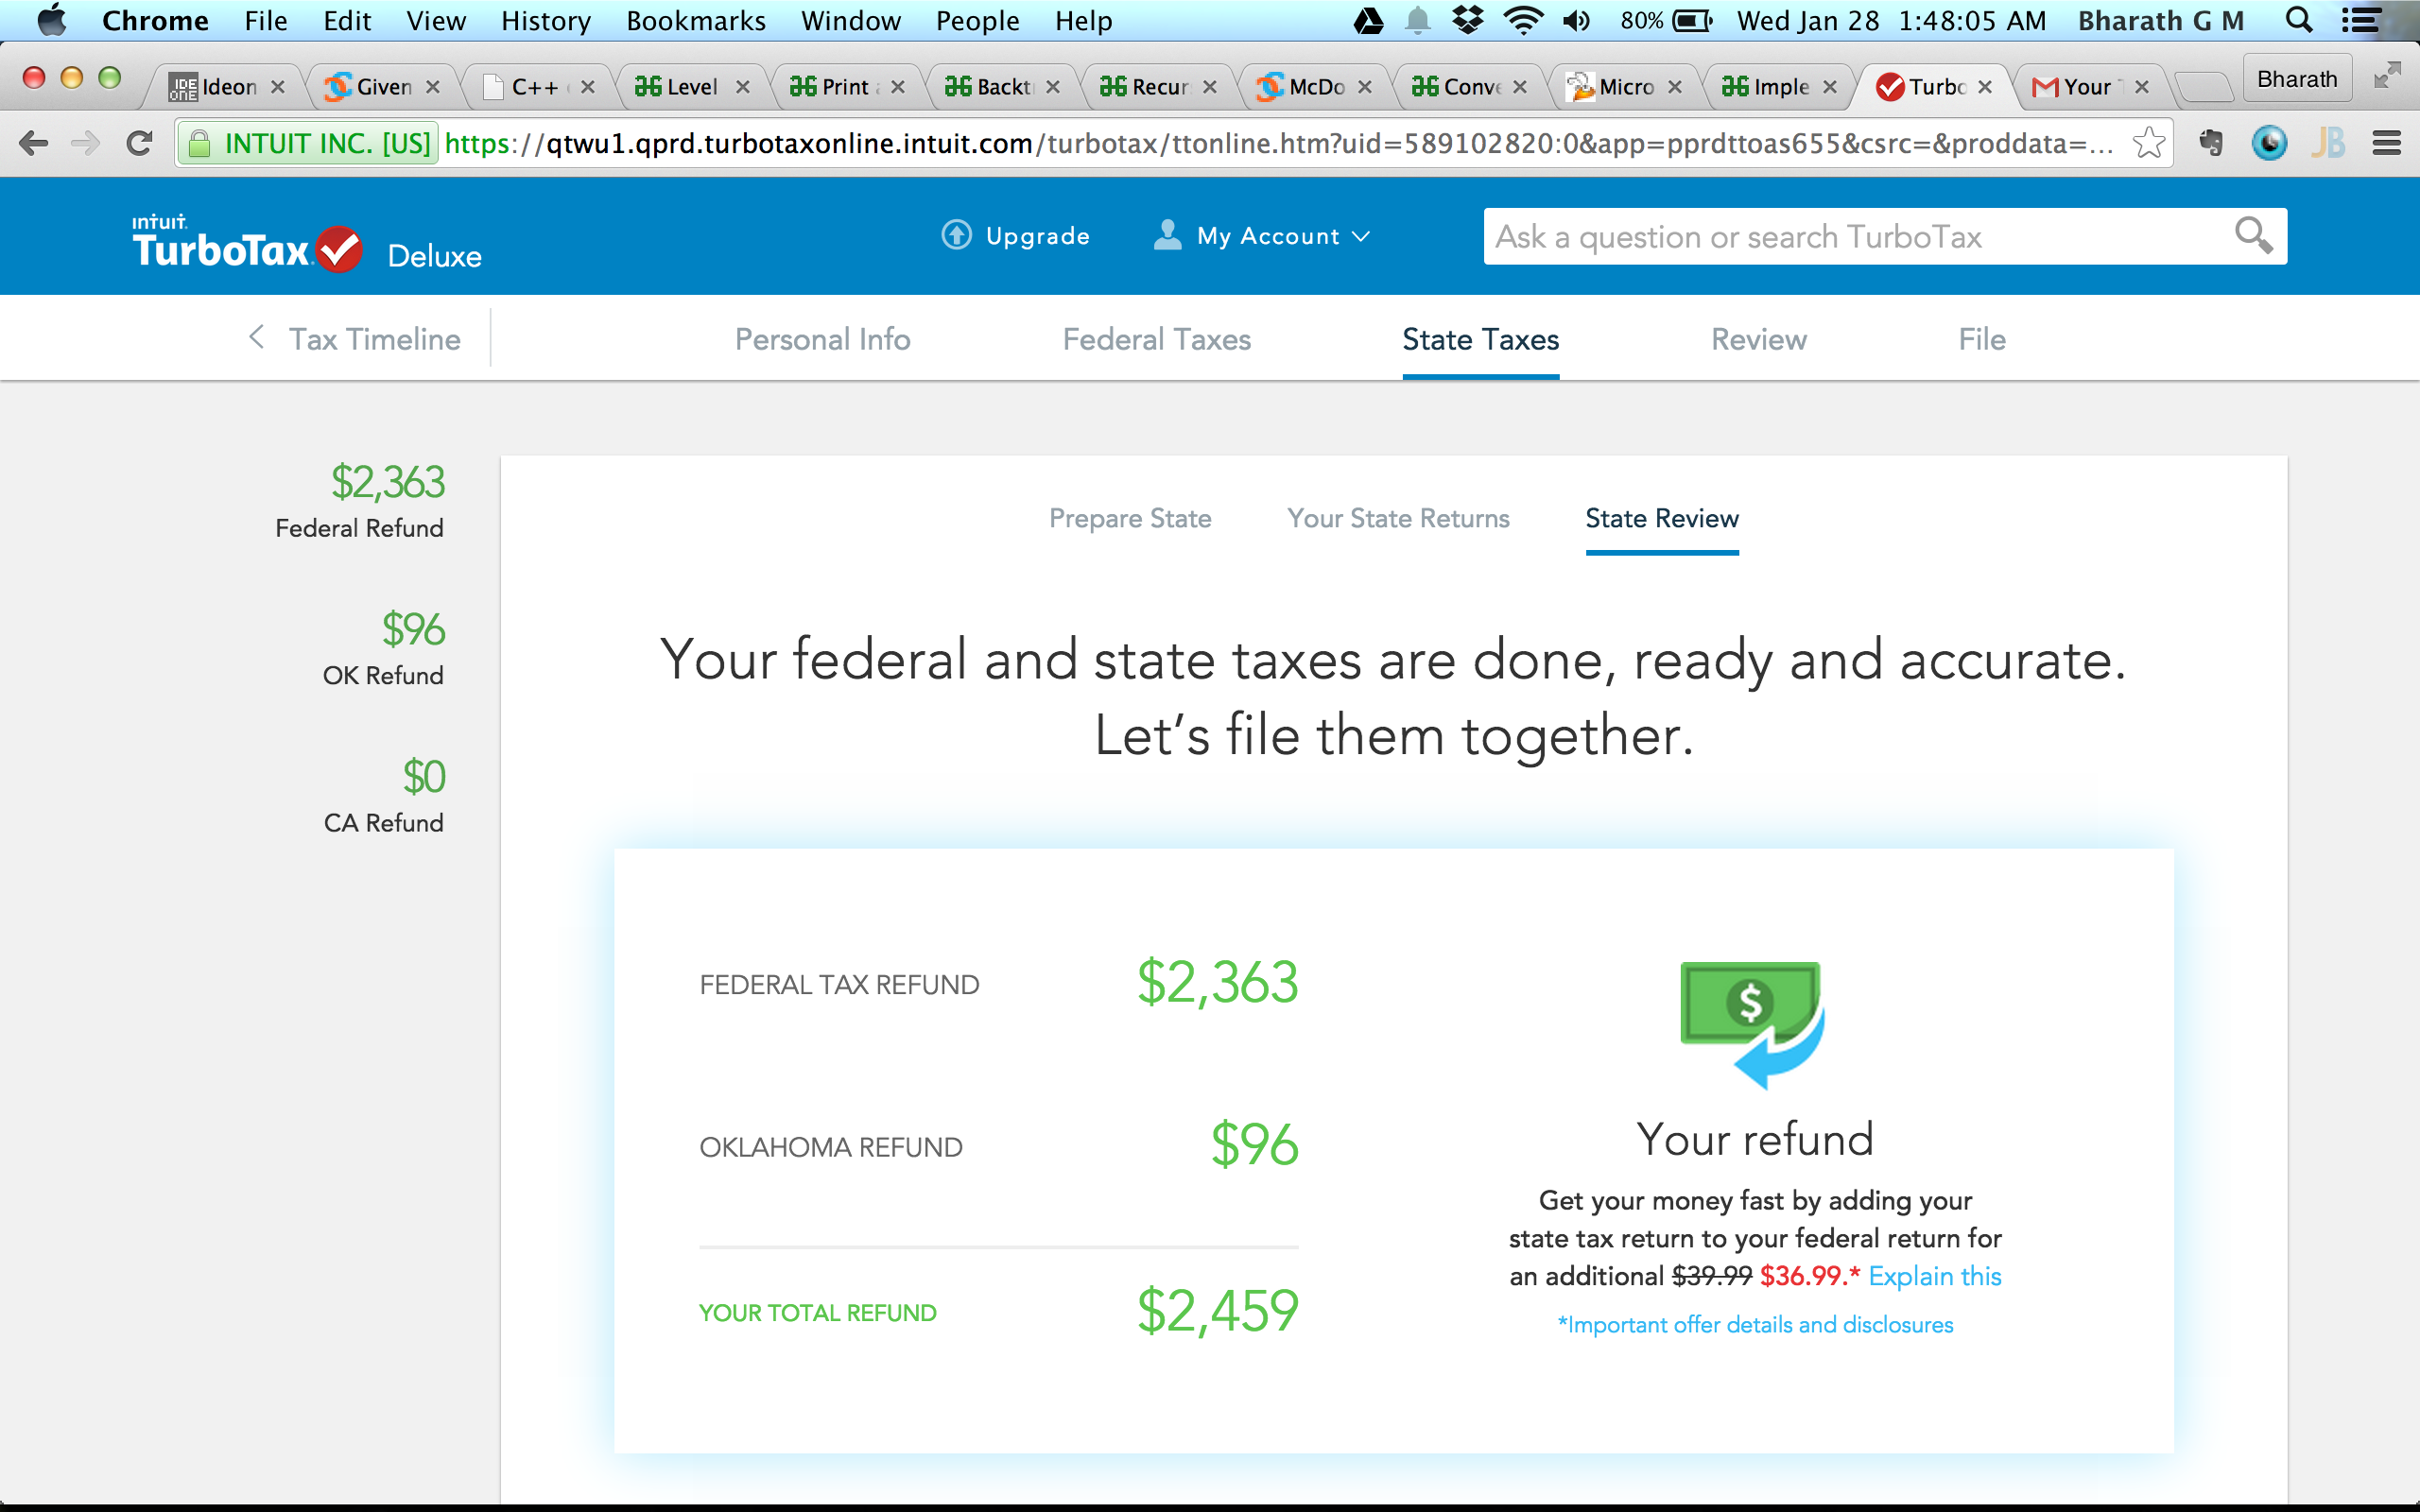 Chrome File Edit View History Bookmarks Window People Help 80% Wed Jan 28 1:48:05 AM Bharath G M
IDE ONE Ideon Given C++ Level Print Backt Recur McDo Conve Micro Imple Turbo Your Bharath
INTUIT INC. [US] https://qtwu1.qprd.turbotaxonline.intuit.com/turbotax/ttonline.htm?uid=589102820:0&app=pprdttoas655&csrc=&proddata=... JB
intuit.
TurboTax Deluxe Upgrade My Account Ask a question or search TurboTax
Tax Timeline Personal Info Federal Taxes State Taxes Review File
$2,363
Federal Refund
$96
OK Refund
$0
CA Refund
Prepare State Your State Returns State Review
Your federal and state taxes are done, ready and accurate.
Let's file them together.
FEDERAL TAX REFUND $2,363
OKLAHOMA REFUND $96
YOUR TOTAL REFUND $2,459
$
Your refund
Get your money fast by adding your
state tax return to your federal return for
an additional $39.99 $36.99.* Explain this
*Important offer details and disclosures